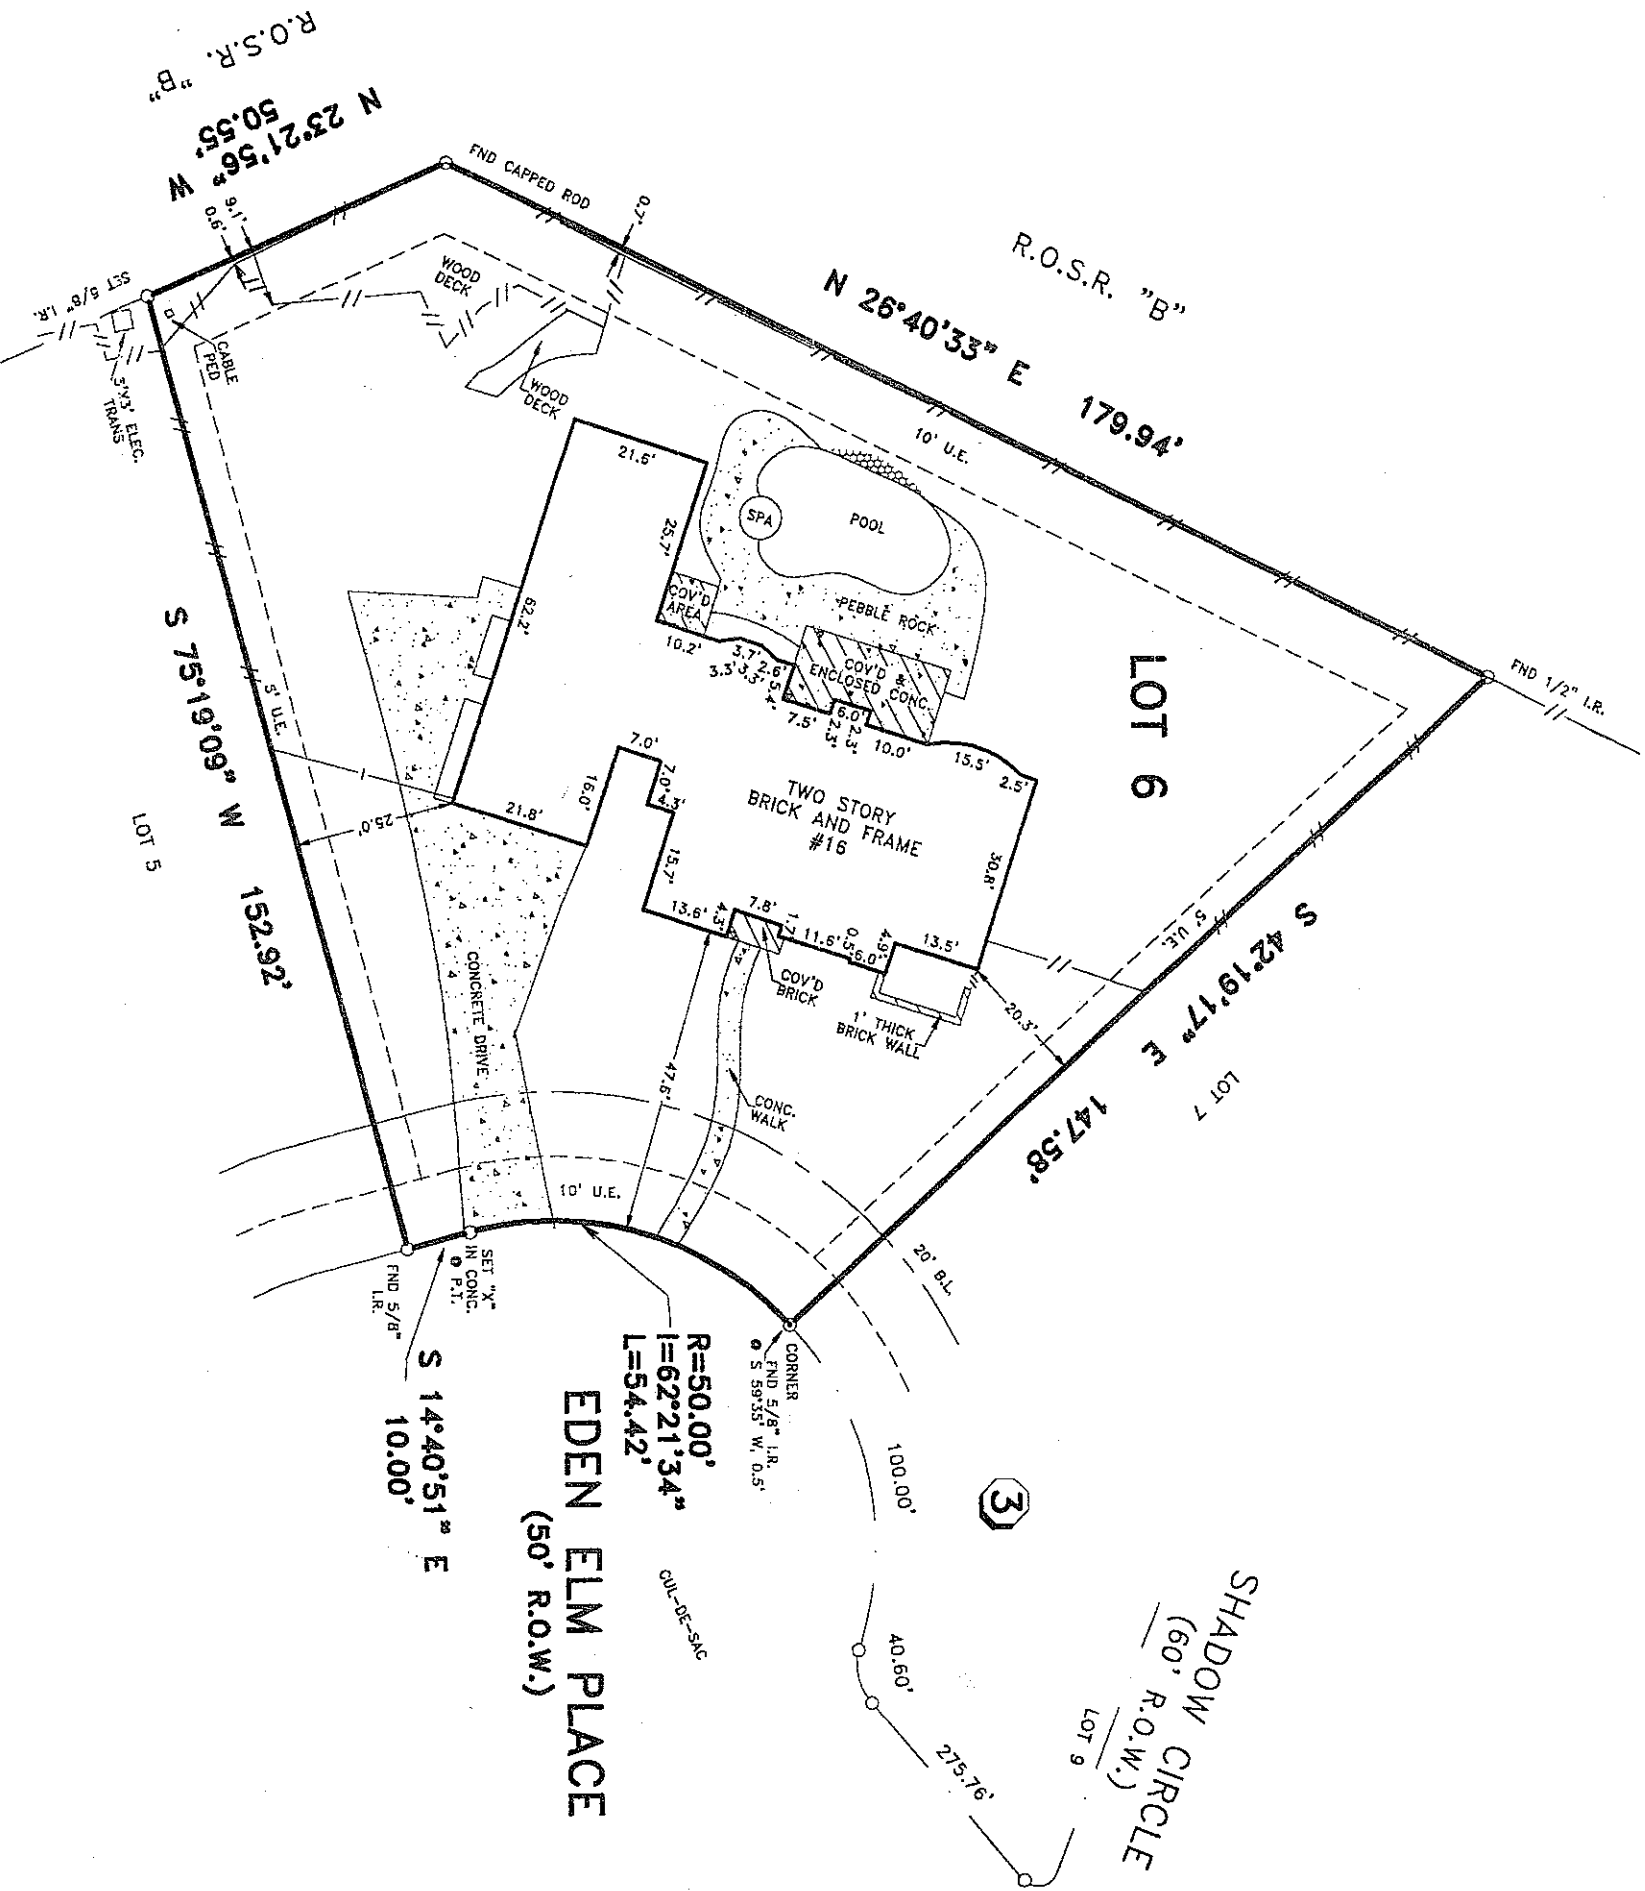 R.O.S.R. "B"
N 23°21'56" W
50.55'
9.1'
0.6'
SET 5/8" I.R.
CABLE
PED
3'X3' ELEC.
TRANS
FND CAPPED ROD
0.7'
WOOD
DECK
WOOD
DECK
R.O.S.R. "B"
N 26°40'33" E 179.94'
10' U.E.
FND 1/2" I.R.
LOT 6
21.6'
25.7'
62.2'
SPA
POOL
PEBBLE ROCK
COV'D
AREA
COV'D &
ENCLOSED CONC.
10.2'
3.7'
3.3'
3.3'
2.6'
5.4'
7.5'
6.0'
2.3'
2.3'
10.0'
15.5'
2.5'
30.8'
TWO STORY
BRICK AND FRAME
#16
7.0'
7.0'
4.3'
16.0'
21.8'
15.7'
13.6'
4.3'
7.8'
1.7'
11.6'
0.5'
6.0'
4.9'
13.5'
COV'D
BRICK
1' THICK
BRICK WALL
20.3'
5' U.E.
S 42°19'17" E 147.58'
LOT 7
5' U.E.
25.0'
S 75°19'09" W 152.92'
LOT 5
CONCRETE DRIVE
47.6'
CONC.
WALK
10' U.E.
20' B.L.
SET "X"
IN CONC.
@ P.T.
FND 5/8"
I.R.
S 14°40'51" E
10.00'
R=50.00'
I=62°21'34"
L=54.42'
CORNER
FND 5/8" I.R.
@ S 59°35' W, 0.5'
EDEN ELM PLACE
(50' R.O.W.)
CUL-DE-SAC
100.00'
3
40.60'
275.76'
LOT 9
SHADOW CIRCLE
(60' R.O.W.)